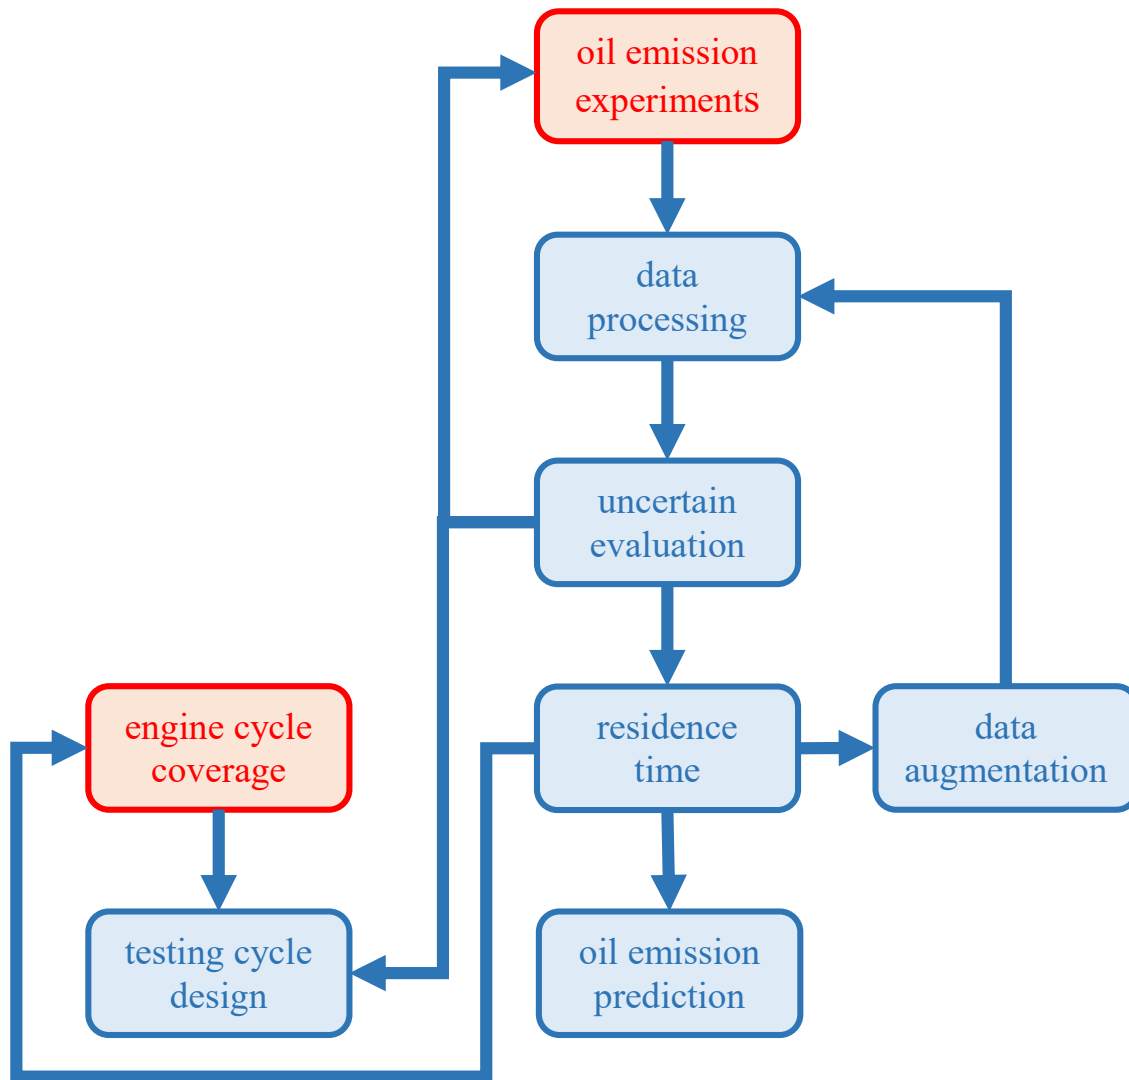 oil emission
experiments
data
processing
uncertain
evaluation
engine cycle
coverage
residence
time
data
augmentation
testing cycle
design
oil emission
prediction